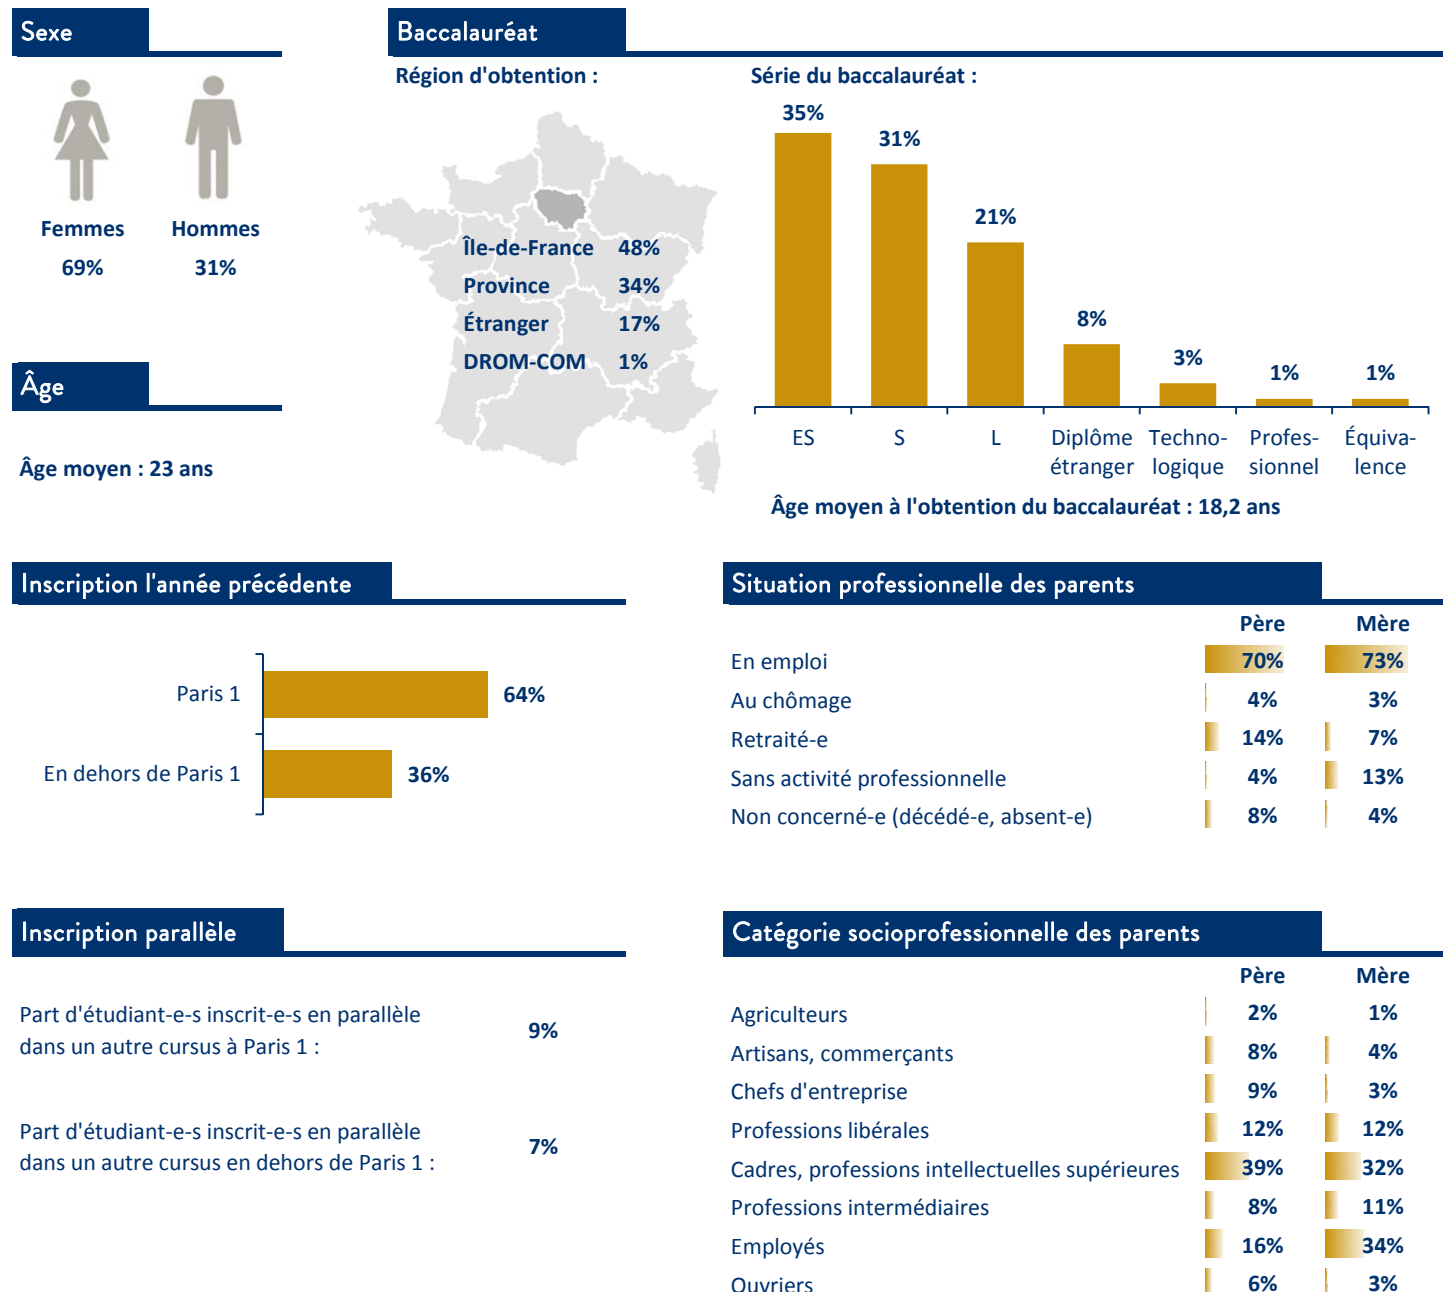 Sexe
Femmes Hommes
69% 31%
Âge
Âge moyen : 23 ans
Baccalauréat
Région d'obtention :
Île-de-France 48%
Province 34%
Étranger 17%
DROM-COM 1%
Série du baccalauréat :
35%
31%
21%
8%
3%
1%
1%
ES S L Diplôme Techno- Profes- Équiva-
étranger logique sionnel lence
Âge moyen à l'obtention du baccalauréat : 18,2 ans
Inscription l'année précédente
Paris 1 64%
En dehors de Paris 1 36%
Situation professionnelle des parents
Père Mère
En emploi 70% 73%
Au chômage 4% 3%
Retraité-e 14% 7%
Sans activité professionnelle 4% 13%
Non concerné-e (décédé-e, absent-e) 8% 4%
Inscription parallèle
Part d'étudiant-e-s inscrit-e-s en parallèle
dans un autre cursus à Paris 1 : 9%
Part d'étudiant-e-s inscrit-e-s en parallèle
dans un autre cursus en dehors de Paris 1 : 7%
Catégorie socioprofessionnelle des parents
Père Mère
Agriculteurs 2% 1%
Artisans, commerçants 8% 4%
Chefs d'entreprise 9% 3%
Professions libérales 12% 12%
Cadres, professions intellectuelles supérieures 39% 32%
Professions intermédiaires 8% 11%
Employés 16% 34%
Ouvriers 6% 3%